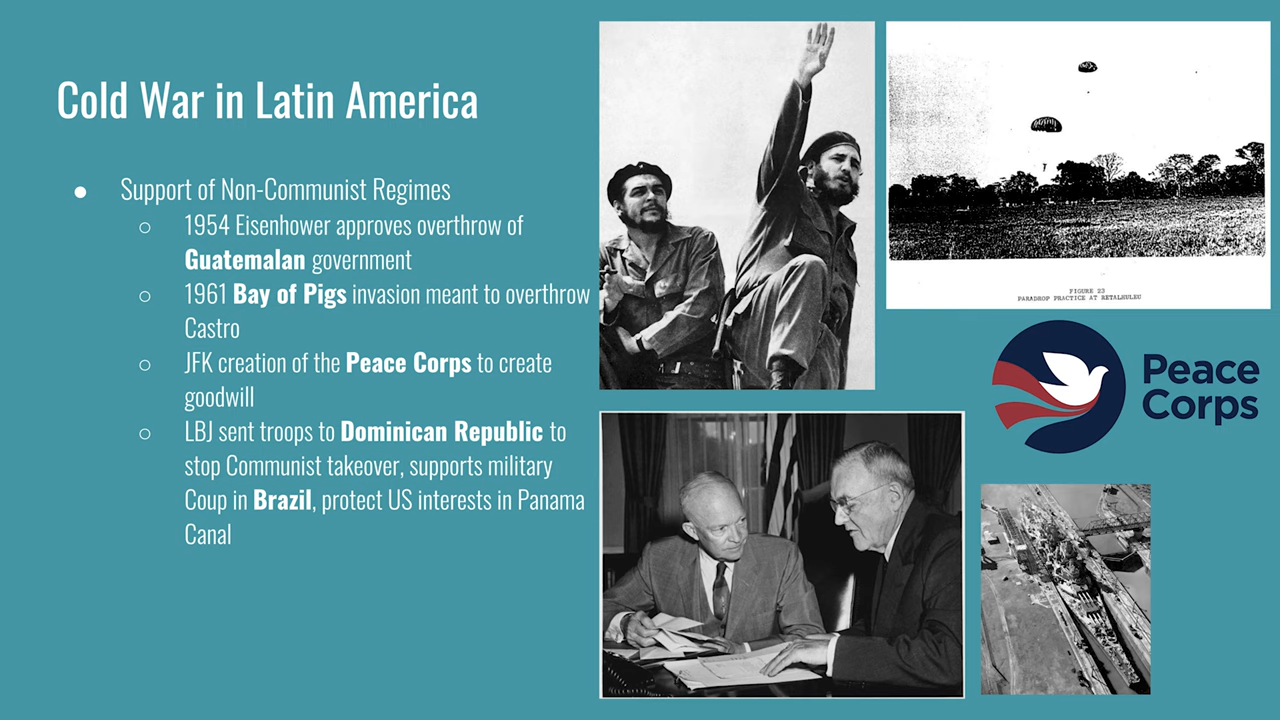 Cold War in Latin America
● Support of Non-Communist Regimes
○ 1954 Eisenhower approves overthrow of
Guatemalan government
○ 1961 Bay of Pigs invasion meant to overthrow
Castro
○ JFK creation of the Peace Corps to create
goodwill
○ LBJ sent troops to Dominican Republic to
stop Communist takeover, supports military
Coup in Brazil, protect US interests in Panama
Canal
FIGURE 23
PARADROP PRACTICE AT RETALHULEU
Peace
Corps